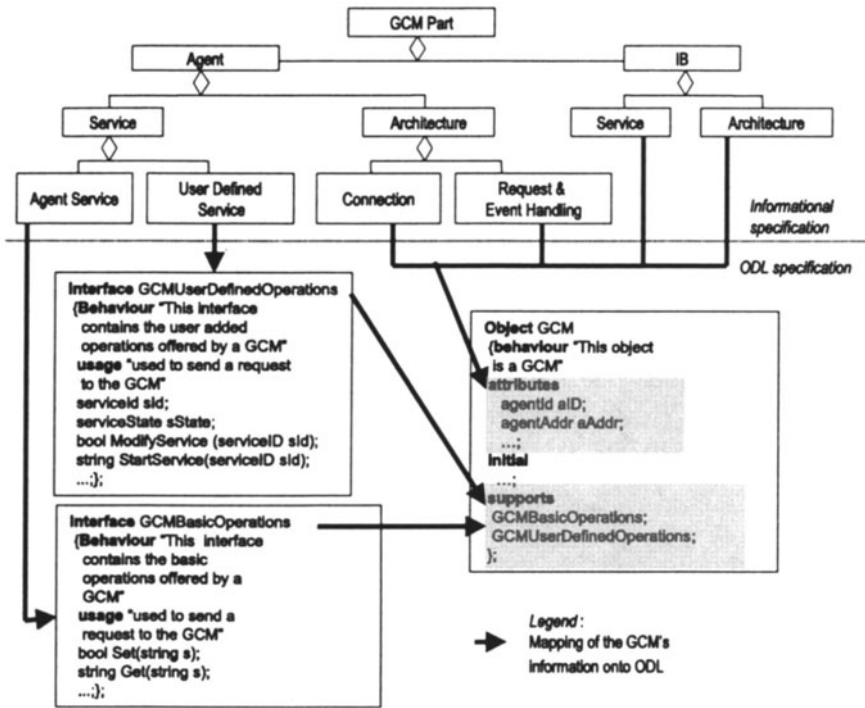 GCM Part
Agent
IB
Service
Architecture
Service
Architecture
Agent Service
User Defined
Service
Connection
Request &
Event Handling
Informational
specification
ODL specification
Interface GCMUserDefinedOperations
{Behaviour "This interface
contains the user added
operations offered by a GCM"
usage "used to send a request
to the GCM"
serviceId sId;
serviceState sState;
bool ModifyService (serviceID sId);
string StartService(serviceID sId);
...;};
Interface GCMBasicOperations
{Behaviour "This interface
contains the basic
operations offered by a
GCM"
usage "used to send a
request to the GCM"
bool Set(string s);
string Get(string s);
...;};
Object GCM
{behaviour "This object
is a GCM"
attributes
agentId aID;
agentAddr aAddr;
...;
initial
...;
supports
GCMBasicOperations;
GCMUserDefinedOperations;
};
Legend :
Mapping of the GCM's
information onto ODL